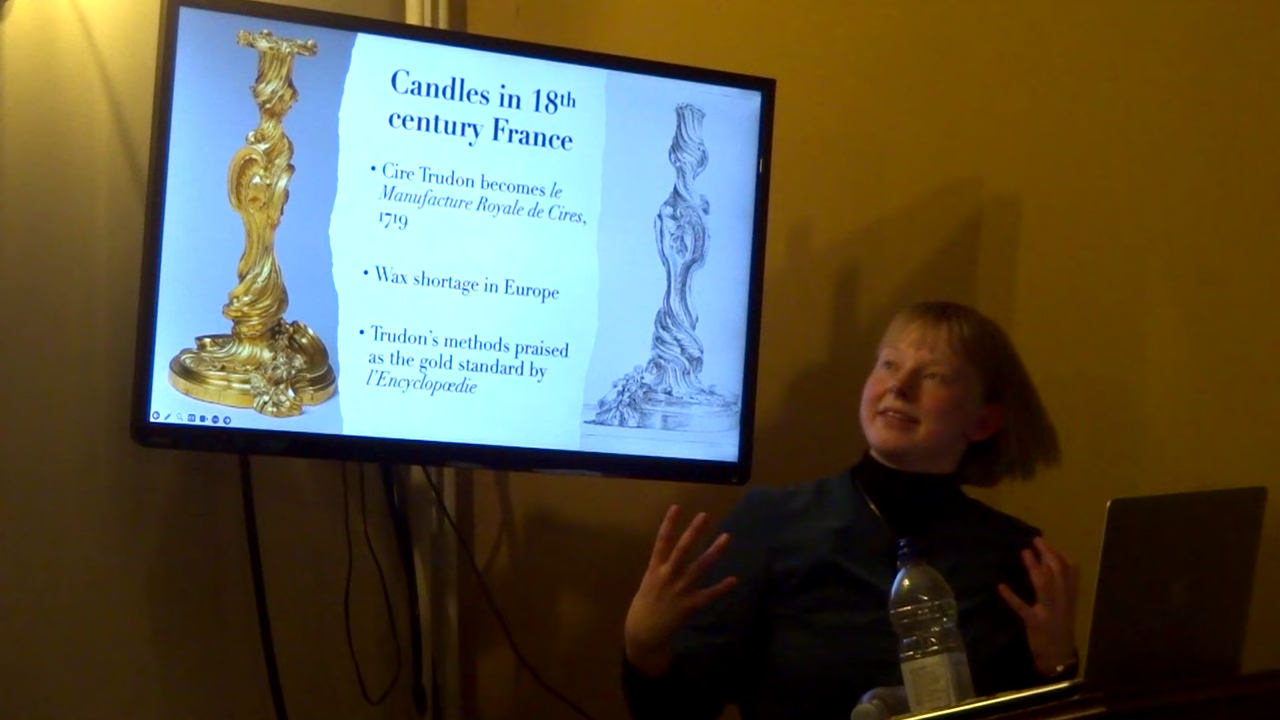 Candles in 18th
century France
• Cire Trudon becomes le
Manufacture Royale de Cires,
1719
• Wax shortage in Europe
• Trudon's methods praised
as the gold standard by
l'Encyclopœdie